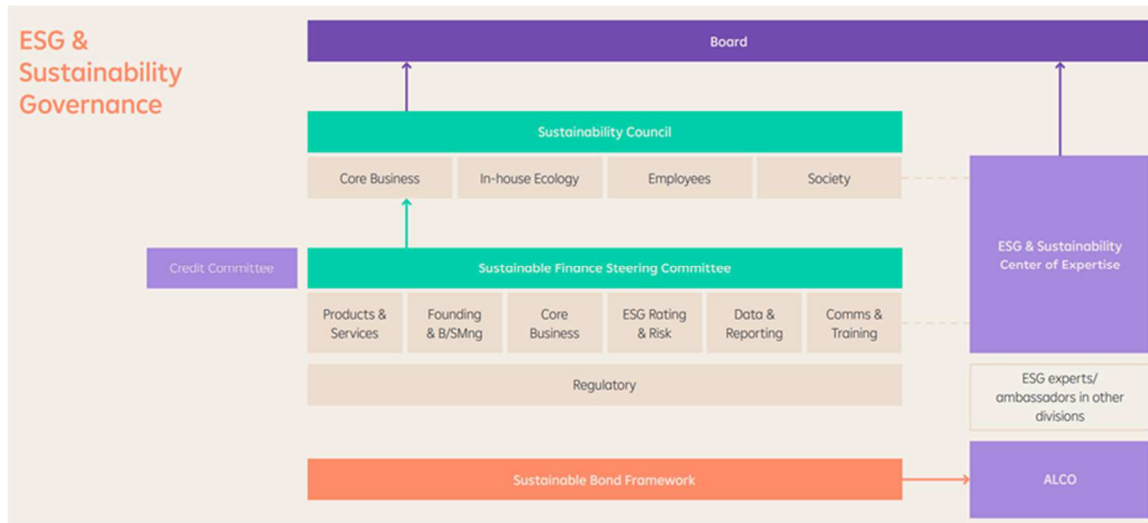 ESG &
Sustainability
Governance
Board
Sustainability Council
Core Business
In-house Ecology
Employees
Society
ESG & Sustainability
Center of Expertise
Credit Committee
Sustainable Finance Steering Committee
Products &
Services
Founding
& B/SMng
Core
Business
ESG Rating
& Risk
Data &
Reporting
Comms &
Training
Regulatory
ESG experts/
ambassadors in other
divisions
Sustainable Bond Framework
ALCO